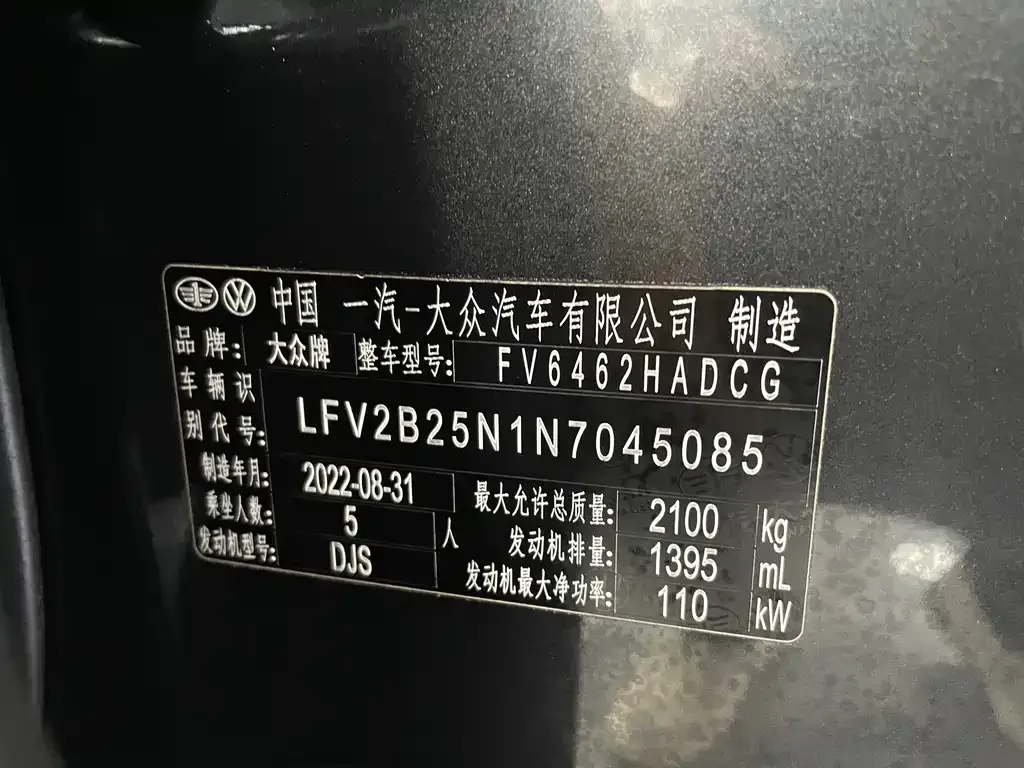 中国 一汽-大众汽车有限公司 制造
品牌: 大众牌 整车型号: FV6462HADCG
车辆识别代号: LFV2B25N1N7045085
制造年月: 2022-08-31 最大允许总质量: 2100 kg
乘坐人数: 5 人 发动机排量: 1395 mL
发动机型号: DJS 发动机最大净功率: 110 kW